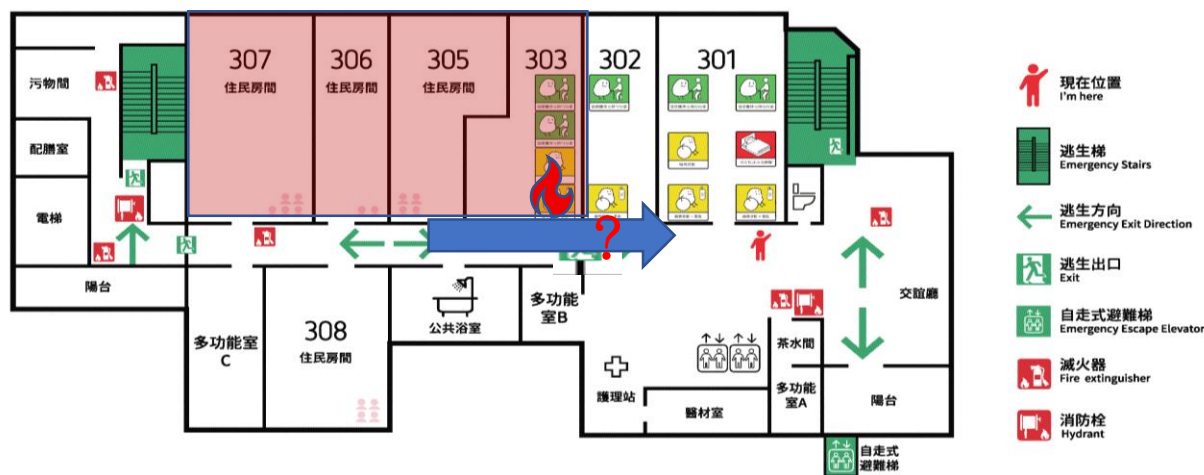 307
住民房間
306
住民房間
305
住民房間
303
302
301
污物間
配膳室
電梯
陽台
?
308
住民房間
公共浴室
多功能
室B
多功能
室C
護理站
醫材室
茶水間
多功能
室A
交誼廳
陽台
自走式
避難梯
現在位置
I'm here
逃生梯
Emergency Stairs
逃生方向
Emergency Exit Direction
逃生出口
Exit
自走式避難梯
Emergency Escape Elevator
滅火器
Fire extinguisher
消防栓
Hydrant